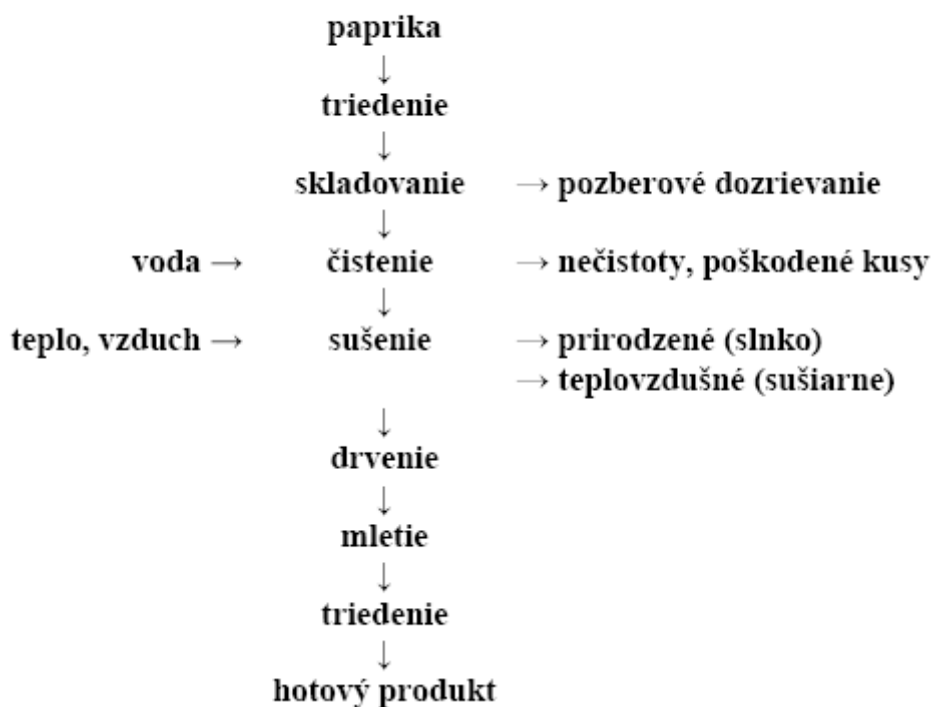 paprika
↓
triedenie
↓
skladovanie → pozberové dozrievanie
↓
voda → čistenie → nečistoty, poškodené kusy
↓
teplo, vzduch → sušenie → prirodzené (slnko)
→ teplovzdušné (sušiarne)
↓
drvenie
↓
mletie
↓
triedenie
↓
hotový produkt